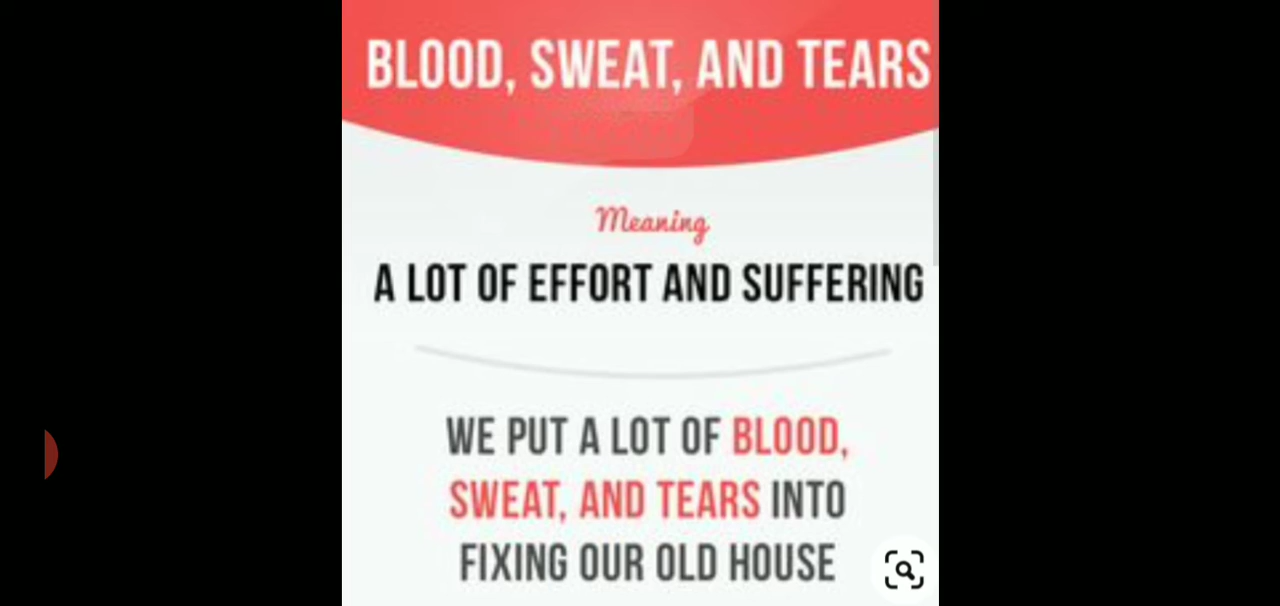 BLOOD, SWEAT, AND TEARS
Meaning
A LOT OF EFFORT AND SUFFERING
WE PUT A LOT OF BLOOD,
SWEAT, AND TEARS INTO
FIXING OUR OLD HOUSE